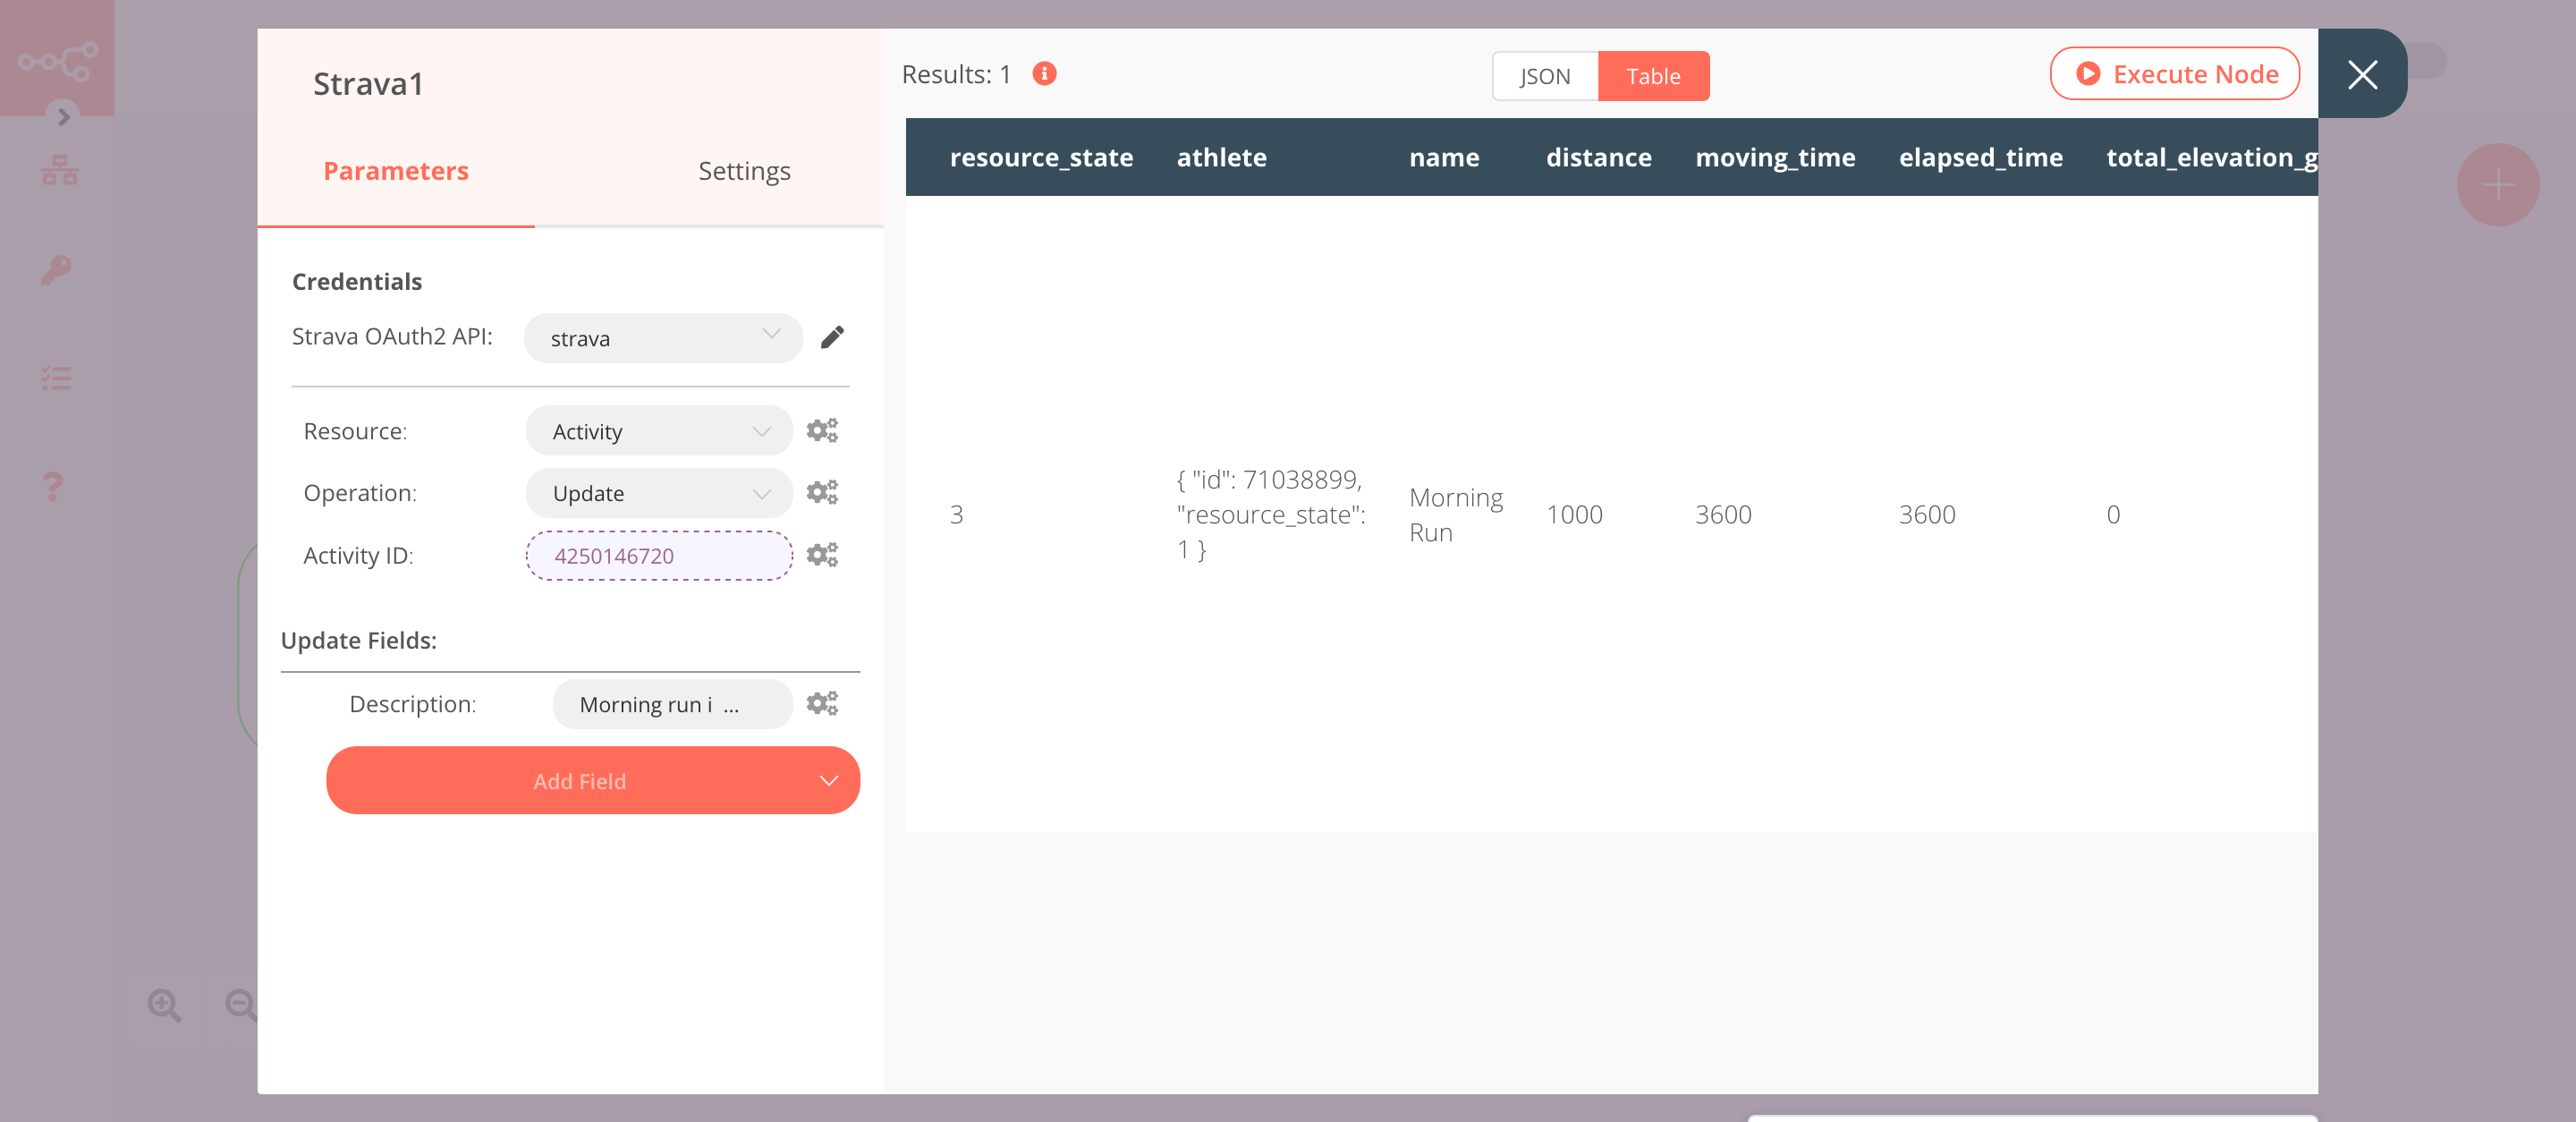 Strava1
Parameters
Settings
Credentials
Strava OAuth2 API:
strava
Resource:
Activity
Operation:
Update
Activity ID:
4250146720
Update Fields:
Description:
Morning run i ...
Add Field
Results: 1
JSON
Table
Execute Node
resource_state athlete name distance moving_time elapsed_time total_elevation_g
3
{ "id": 71038899,
"resource_state":
1 }
Morning
Run
1000
3600
3600
0